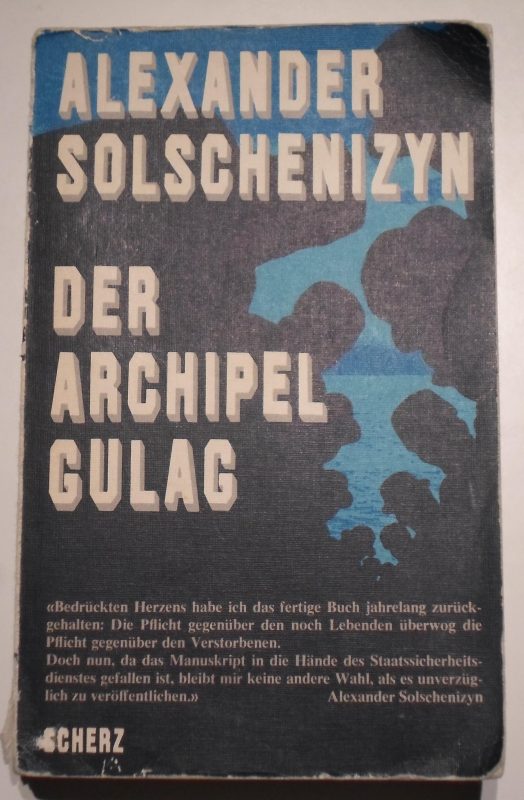 ALEXANDER
SOLSCHENIZYN
DER
ARCHIPEL
GULAG
«Bedrückten Herzens habe ich das fertige Buch jahrelang zurück-
gehalten: Die Pflicht gegenüber den noch Lebenden überwog die
Pflicht gegenüber den Verstorbenen.
Doch nun, da das Manuskript in die Hände des Staatssicherheits-
dienstes gefallen ist, bleibt mir keine andere Wahl, als es unverzüg-
lich zu veröffentlichen.» Alexander Solschenizyn
SCHERZ